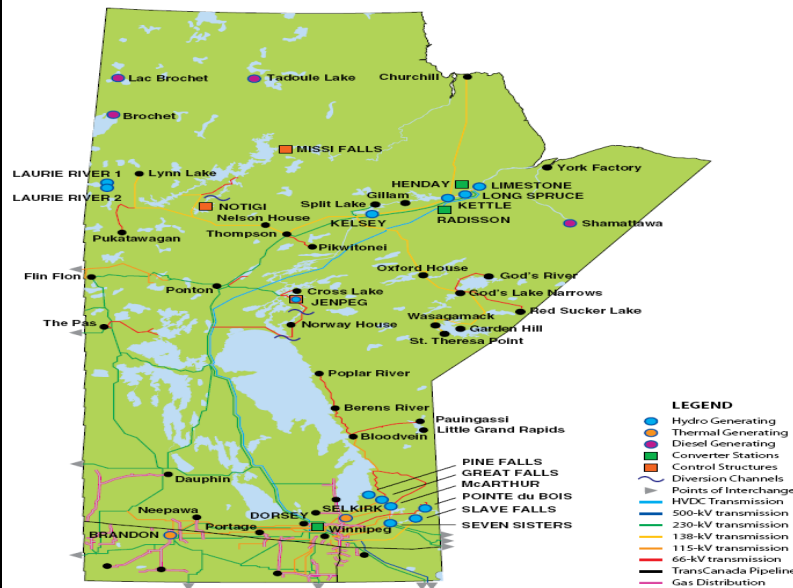 Lac Brochet
Tadoule Lake
Churchill
Brochet
MISSI FALLS
LAURIE RIVER 1
Lynn Lake
York Factory
HENDAY
LIMESTONE
LAURIE RIVER 2
NOTIGI
Gillan
LONG SPRUCE
Split Lake
KETTLE
Nelson House
KELSEY
RADISSON
Shamattawa
Pukatawagan
Thompson
Pikwitonei
Flin Flon
Oxford House
God's River
Ponton
Cross Lake
God's Lake Narrows
JENPEG
Red Sucker Lake
The Pas
Norway House
Wasagamack
Garden Hill
St. Theresa Point
Poplar River
Berens River
Pauingassi
Little Grand Rapids
Bloodvein
PINE FALLS
GREAT FALLS
McARTHUR
POINTE du BOIS
SLAVE FALLS
SEVEN SISTERS
Dauphin
Neepawa
DORSEY
SELKIRK
BRANDON
Portage
Winnipeg
LEGEND
Hydro Generating
Thermal Generating
Diesel Generating
Converter Stations
Control Structures
Diversion Channels
Points of Interchange
HVDC Transmission
500-kV transmission
230-kV transmission
138-kV transmission
115-kV transmission
66-kV transmission
TransCanada Pipeline
Gas Distribution